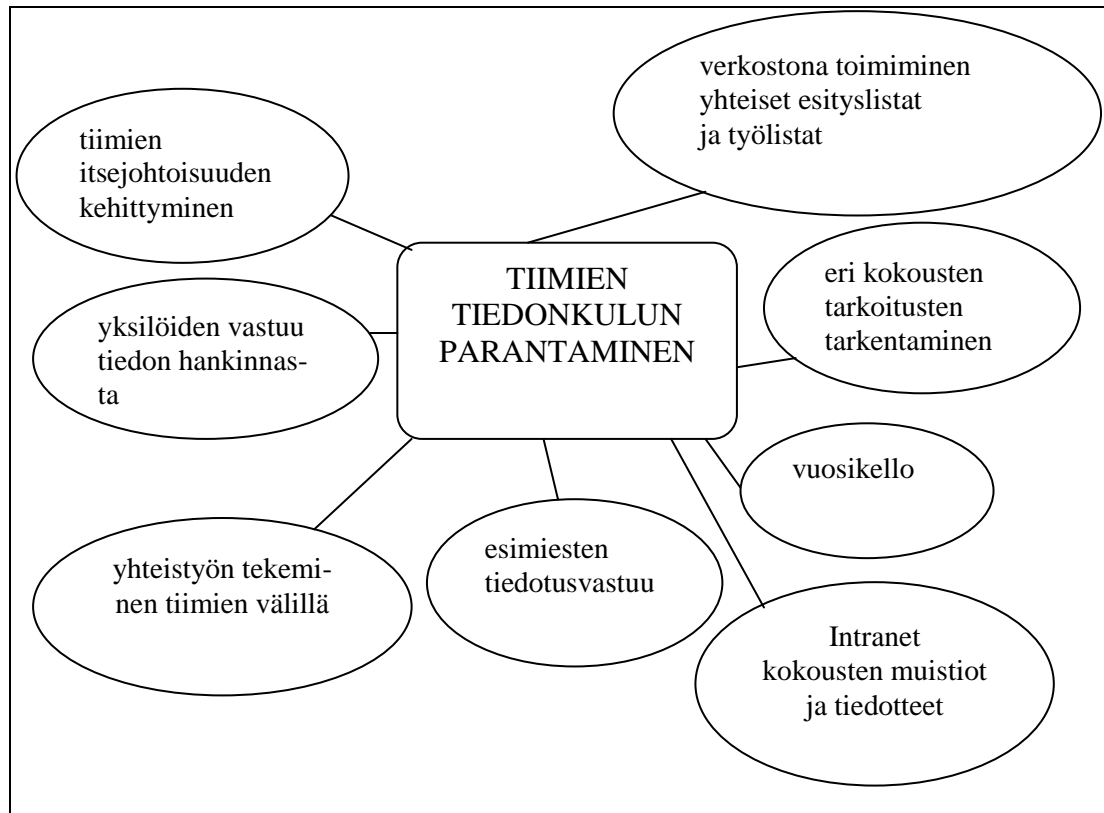 verkostona toimiminen
yhteiset esityslistat
ja työlistat
tiimien
itsejohtoisuuden
kehittyminen
TIIMIEN
TIEDONKULUN
PARANTAMINEN
eri kokousten
tarkoitusten
tarkentaminen
yksilöiden vastuu
tiedon hankinnas-
ta
vuosikello
yhteistyön tekemi-
nen tiimien välillä
esimiesten
tiedotusvastuu
Intranet
kokousten muistiot
ja tiedotteet